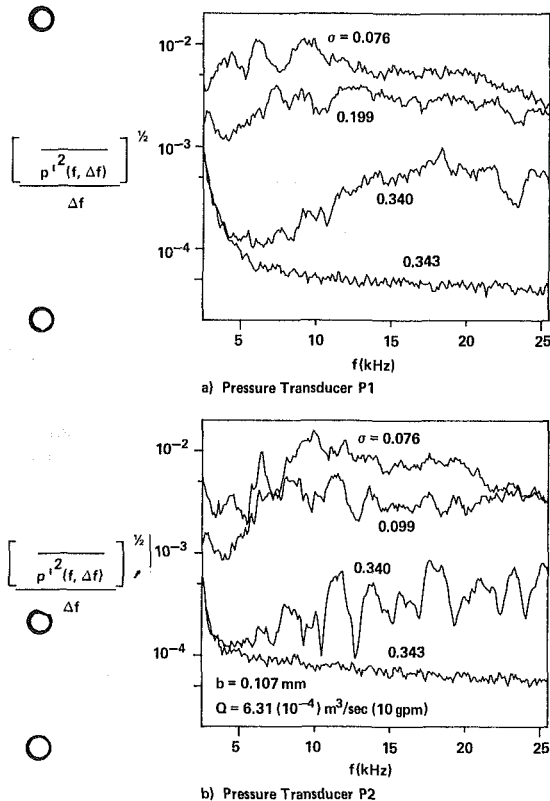 σ = 0.076
10⁻²
0.199
10⁻³
[ p'²(f, Δf) / Δf ]^½
0.340
10⁻⁴
0.343
5 10 15 20 25
f(kHz)
a) Pressure Transducer P1
σ = 0.076
10⁻²
0.099
10⁻³
[ p'²(f, Δf) / Δf ]^½
0.340
10⁻⁴
0.343
b = 0.107 mm
Q = 6.31 (10⁻⁴) m³/sec (10 gpm)
5 10 15 20 25
f(kHz)
b) Pressure Transducer P2